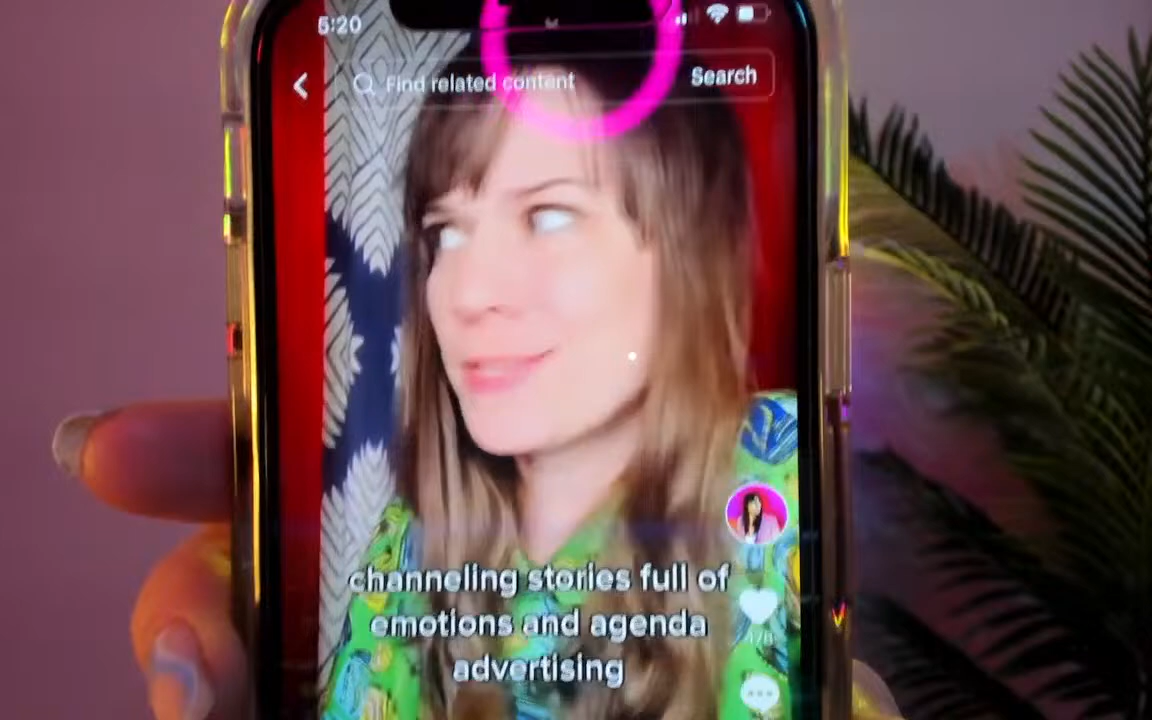 5:20
Find related content Search
channeling stories full of
emotions and agenda
advertising